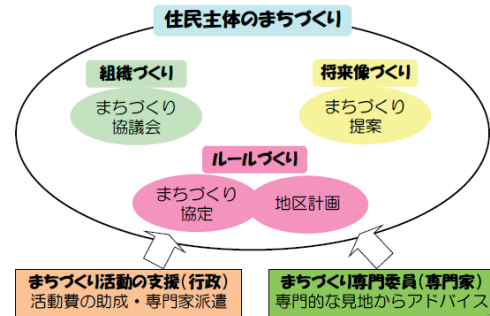 住民主体のまちづくり
組織づくり
まちづくり
協議会
将来像づくり
まちづくり
提案
ルールづくり
まちづくり
協定
地区計画
まちづくり活動の支援(行政)
活動費の助成・専門家派遣
まちづくり専門委員(専門家)
専門的な見地からアドバイス